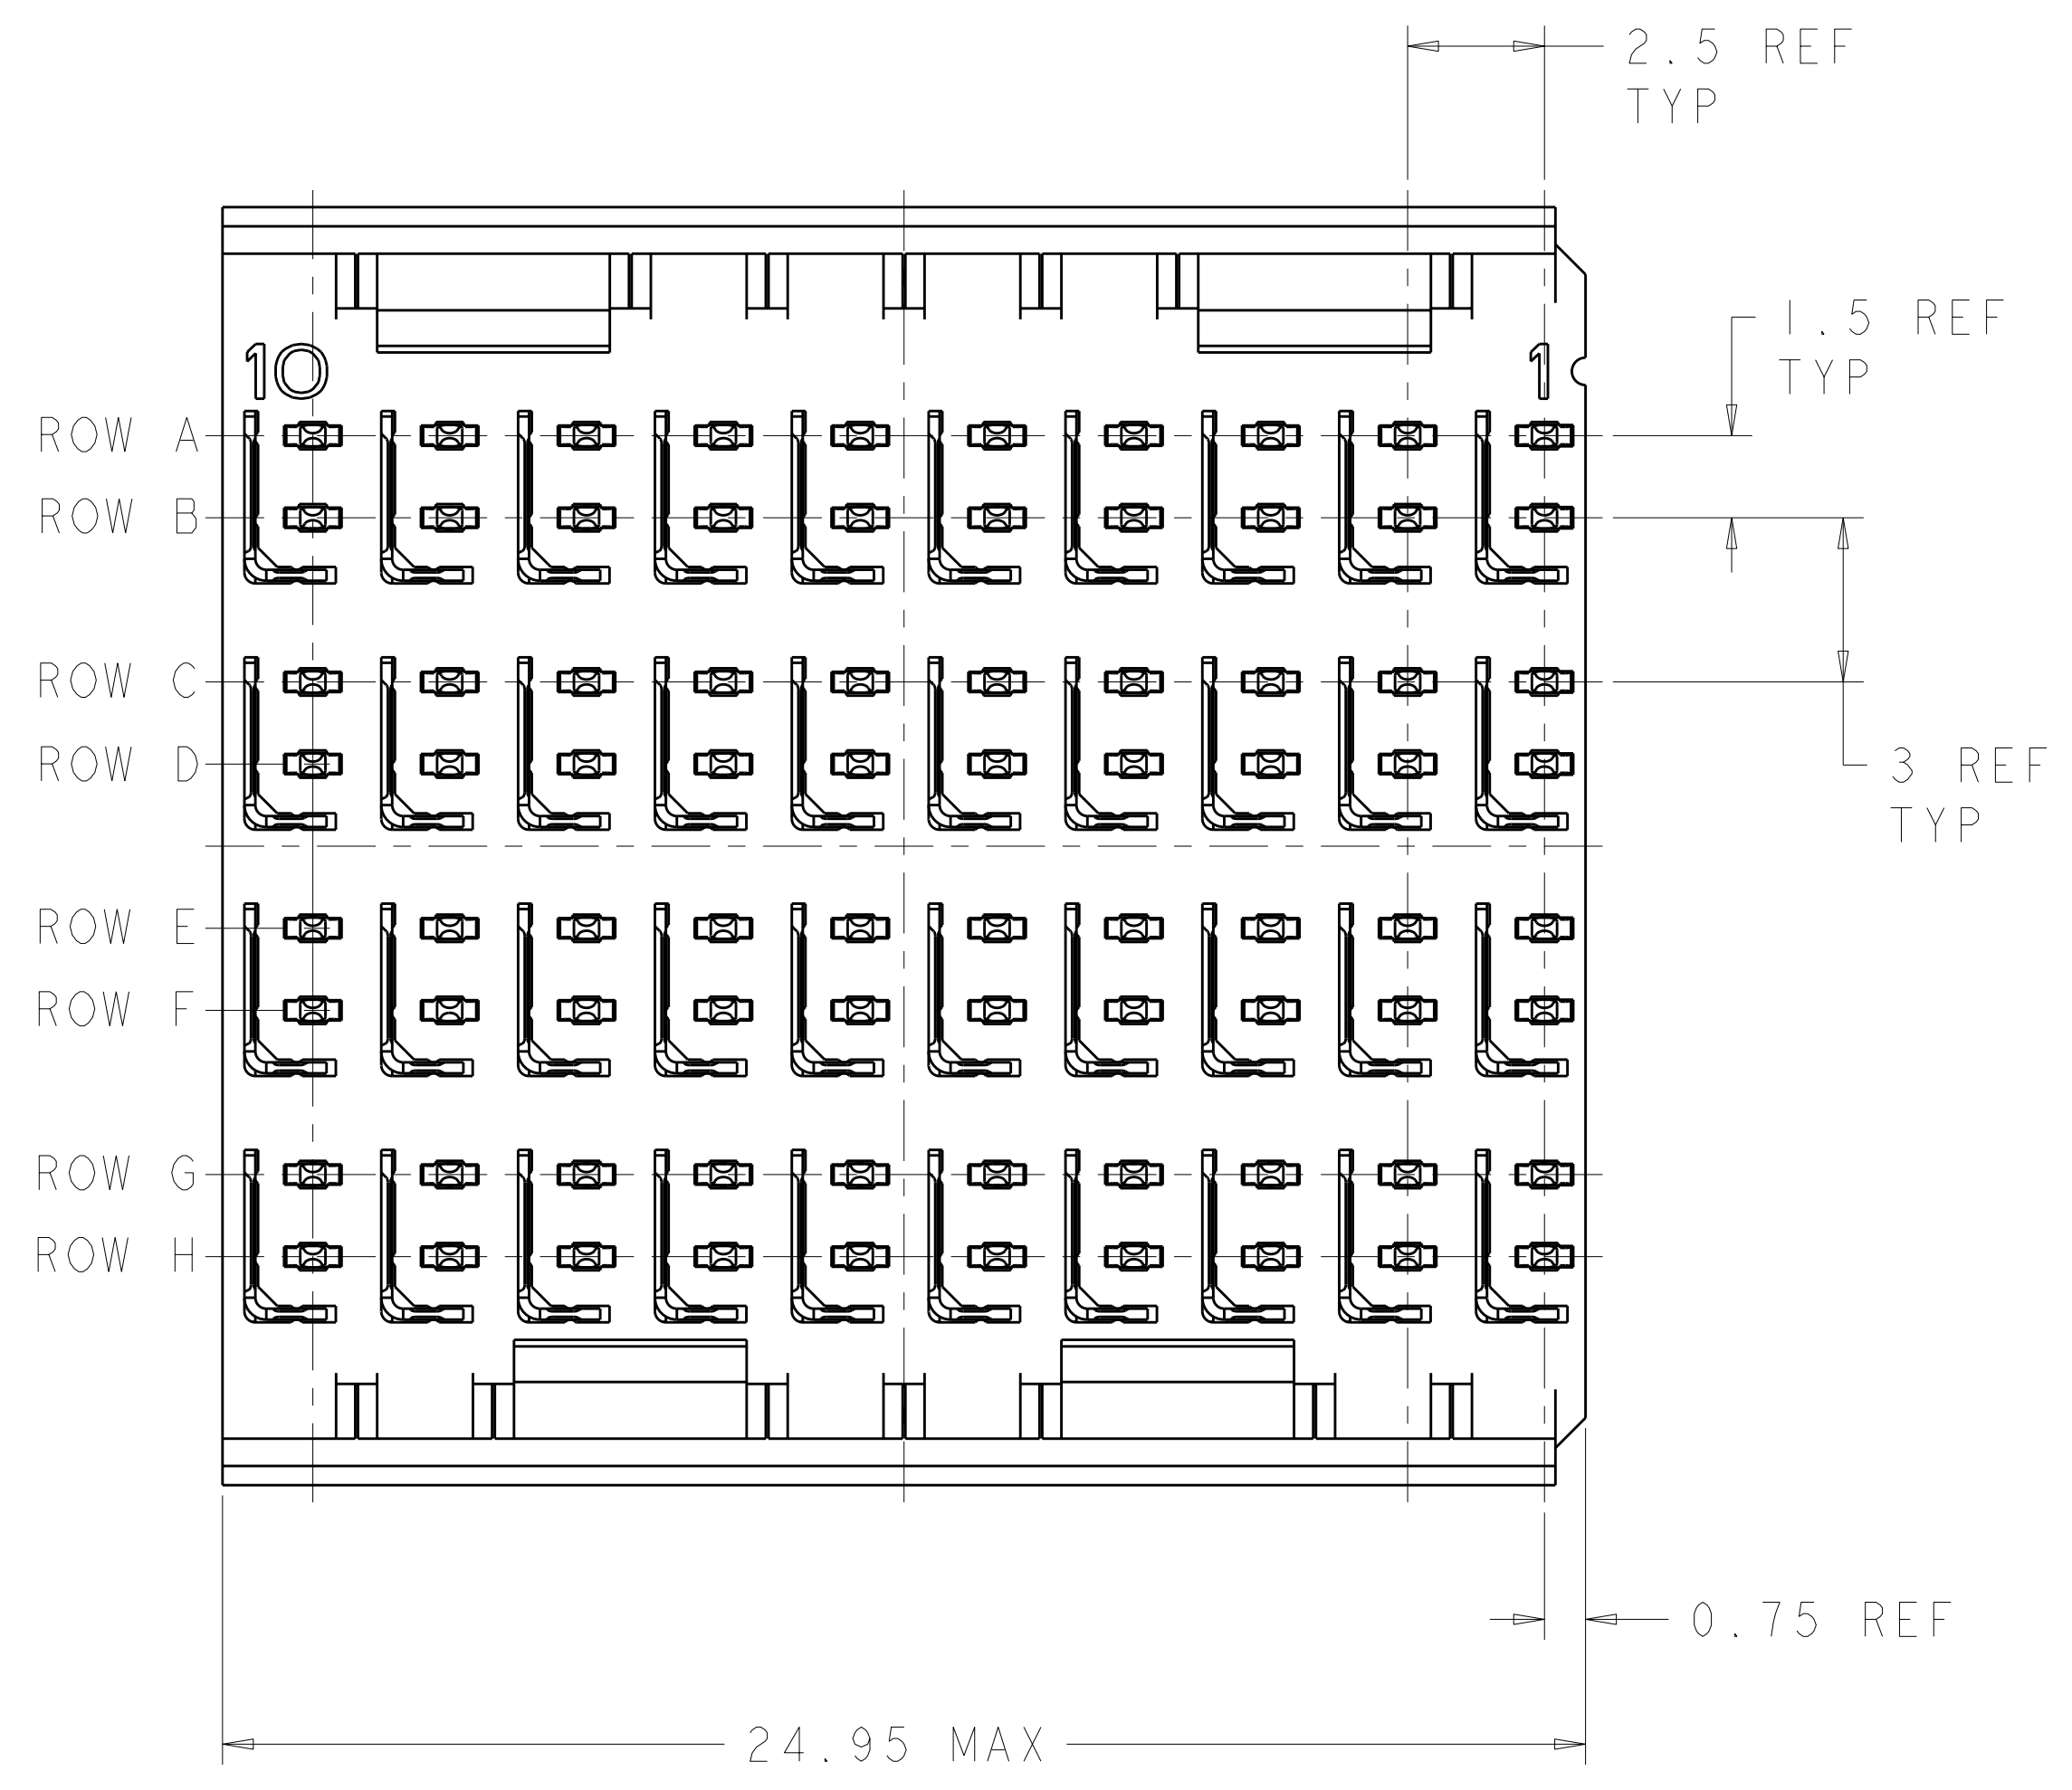 2.5 REF
TYP
1.5 REF
TYP
10
1
ROW A
ROW B
ROW C
ROW D
3 REF
TYP
ROW E
ROW F
ROW G
ROW H
0.75 REF
24.95 MAX